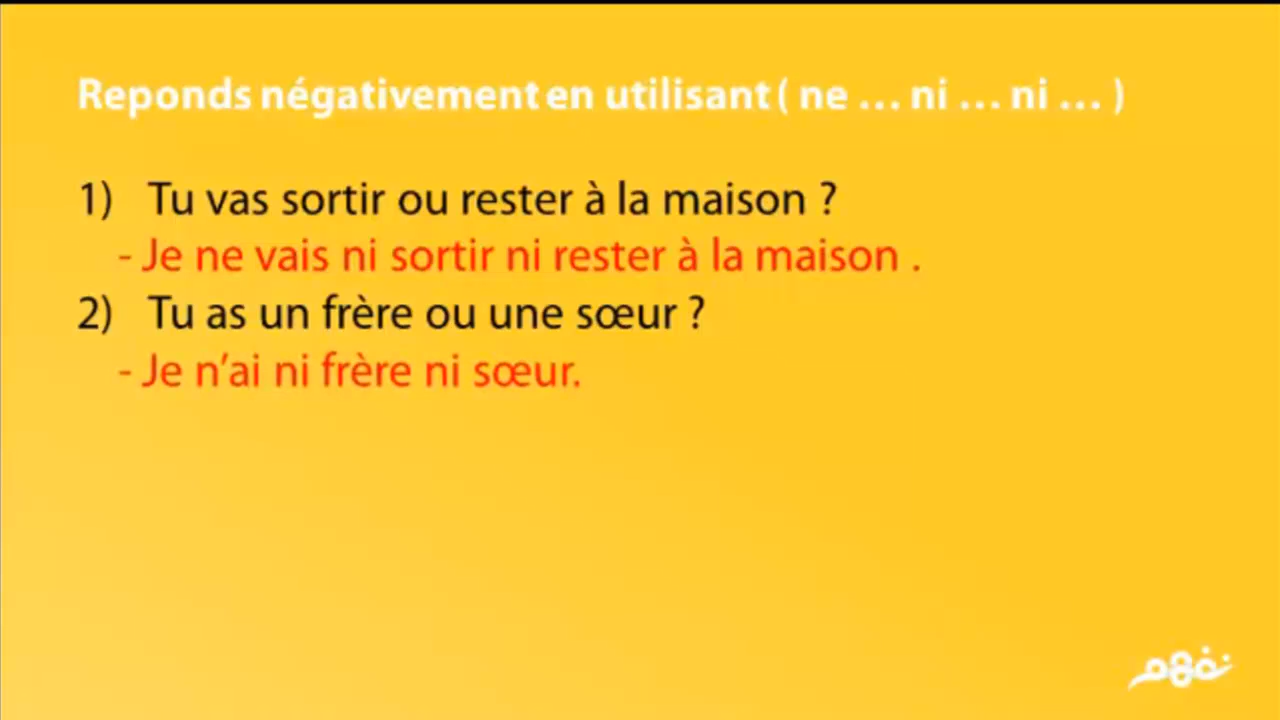 Reponds négativement en utilisant ( ne ... ni ... ni ... )
1) Tu vas sortir ou rester à la maison ?
- Je ne vais ni sortir ni rester à la maison .
2) Tu as un frère ou une sœur ?
- Je n’ai ni frère ni sœur.
نفهم